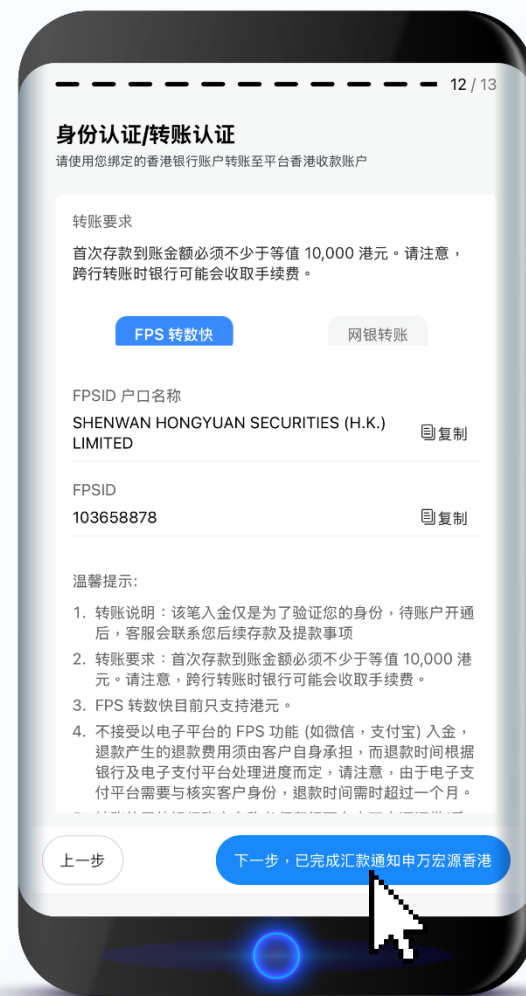 12 / 13
身份认证/转账认证
请使用您绑定的香港银行账户转账至平台香港收款账户
转账要求
首次存款到账金额必须不少于等值 10,000 港元。请注意，
跨行转账时银行可能会收取手续费。
FPS 转数快
网银转账
FPSID 户口名称
SHENWAN HONGYUAN SECURITIES (H.K.)
LIMITED
复制
FPSID
103658878
复制
温馨提示:
1. 转账说明：该笔入金仅是为了验证您的身份，待账户开通
后，客服会联系您后续存款及提款事项
2. 转账要求：首次存款到账金额必须不少于等值 10,000 港
元。请注意，跨行转账时银行可能会收取手续费。
3. FPS 转数快目前只支持港元。
4. 不接受以电子平台的 FPS 功能 (如微信，支付宝) 入金，
退款产生的退款费用须由客户自身承担，而退款时间根据
银行及电子支付平台处理进度而定，请注意，由于电子支
付平台需要与核实客户身份，退款时间需时超过一个月。
上一步
下一步，已完成汇款通知申万宏源香港